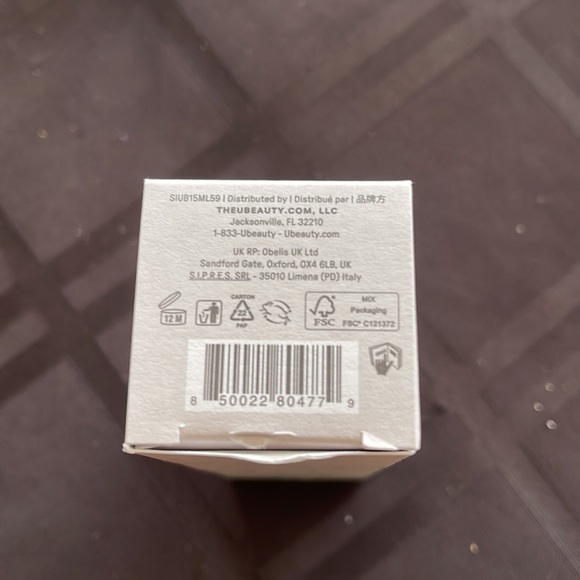 SIUB15ML59 | Distributed by | Distribué par | 品牌方
THEUBEAUTY.COM, LLC
Jacksonville, FL 32210
1-833-Ubeauty - Ubeauty.com
UK RP: Obelis UK Ltd
Sandford Gate, Oxford, OX4 6LB, UK
S.I.P.R.E.S. SRL - 35010 Limena (PD) Italy
12 M
CARTON
22
PAP
FSC
MIX
Packaging
FSC® C121372
8 50022 80477 9